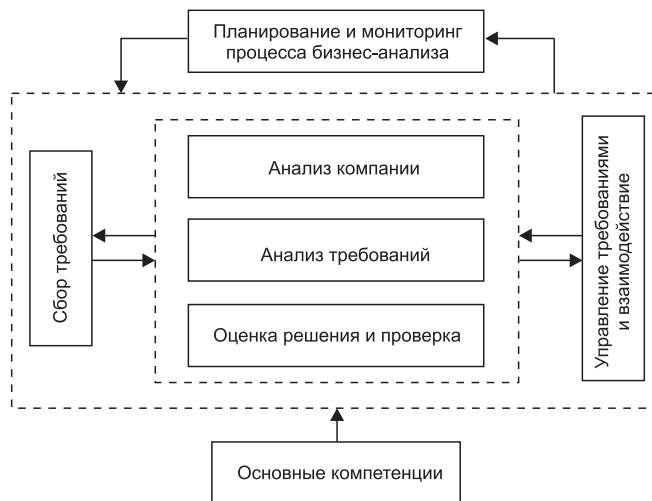 Планирование и мониторинг
процесса бизнес-анализа
Сбор требований
Анализ компании
Анализ требований
Оценка решения и проверка
Управление требованиями
и взаимодействие
Основные компетенции